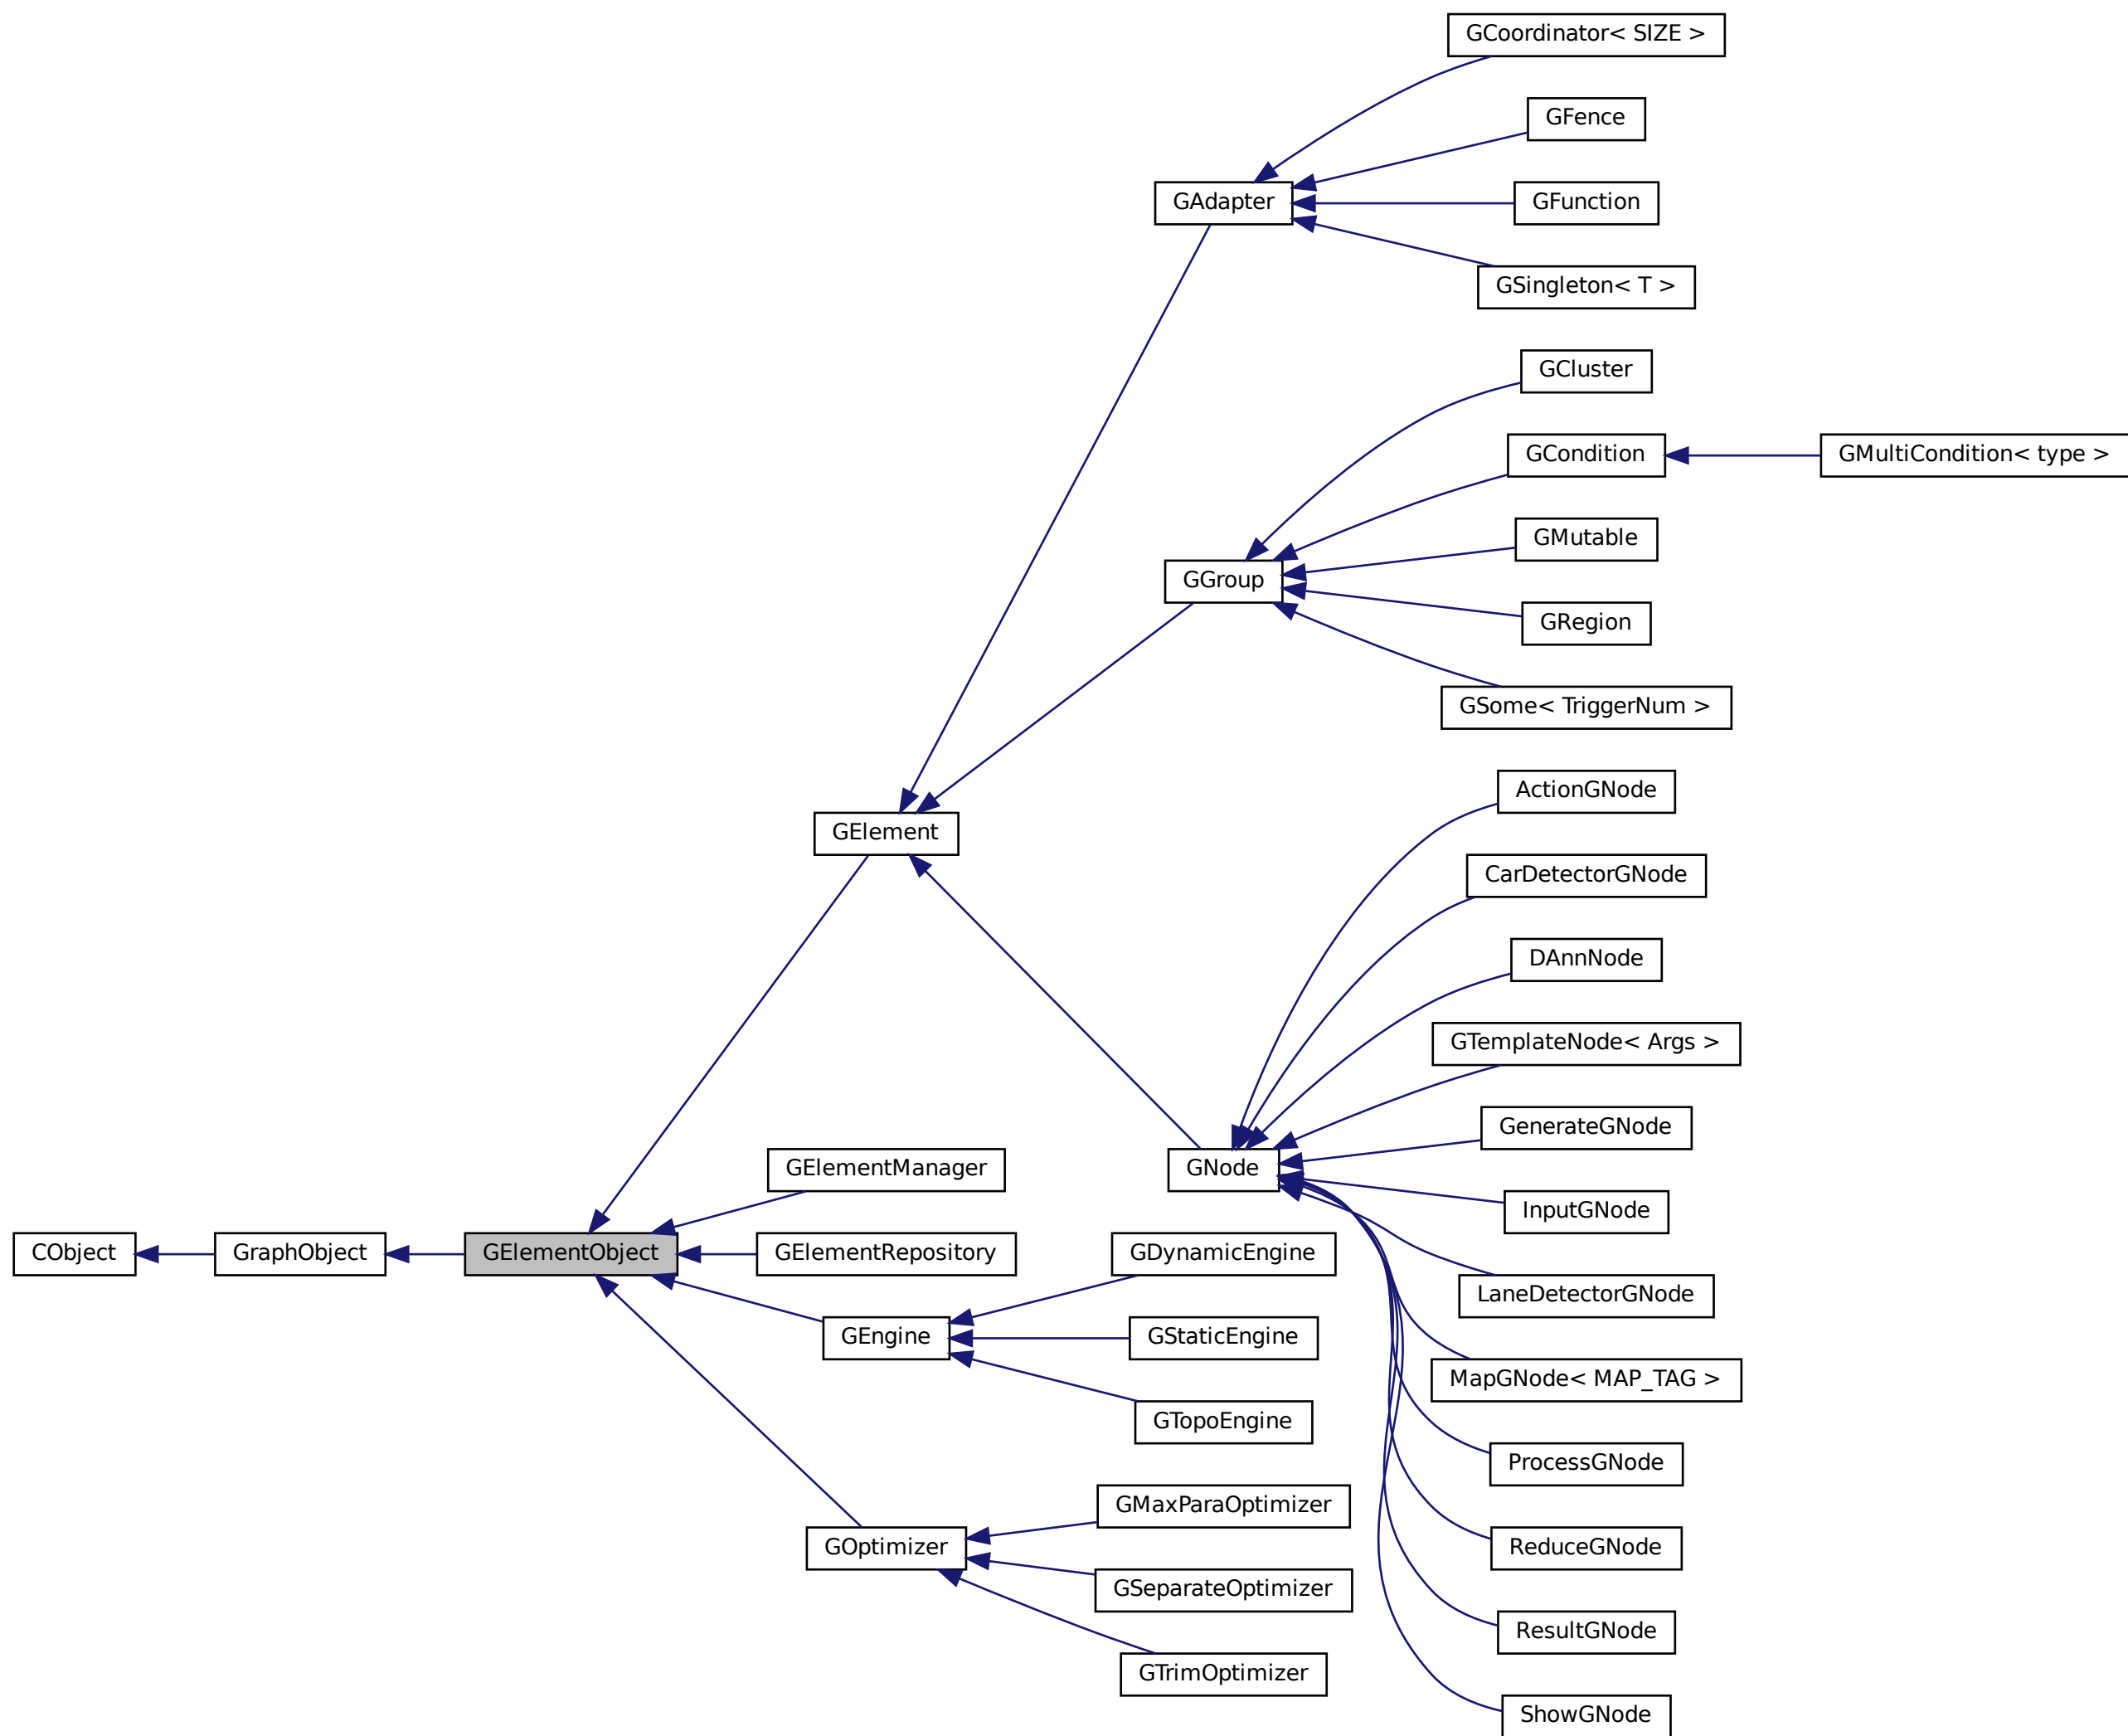 GCoordinator< SIZE >
GFence
GAdapter
GFunction
GSingleton< T >
GCluster
GCondition
GMultiCondition< type >
GMutable
GGroup
GRegion
GSome< TriggerNum >
ActionGNode
GElement
CarDetectorGNode
DAnnNode
GTemplateNode< Args >
GenerateGNode
GElementManager
GNode
InputGNode
CObject
GraphObject
GElementObject
GElementRepository
GDynamicEngine
LaneDetectorGNode
GEngine
GStaticEngine
MapGNode< MAP_TAG >
GTopoEngine
ProcessGNode
GMaxParaOptimizer
GOptimizer
ReduceGNode
GSeparateOptimizer
ResultGNode
GTrimOptimizer
ShowGNode